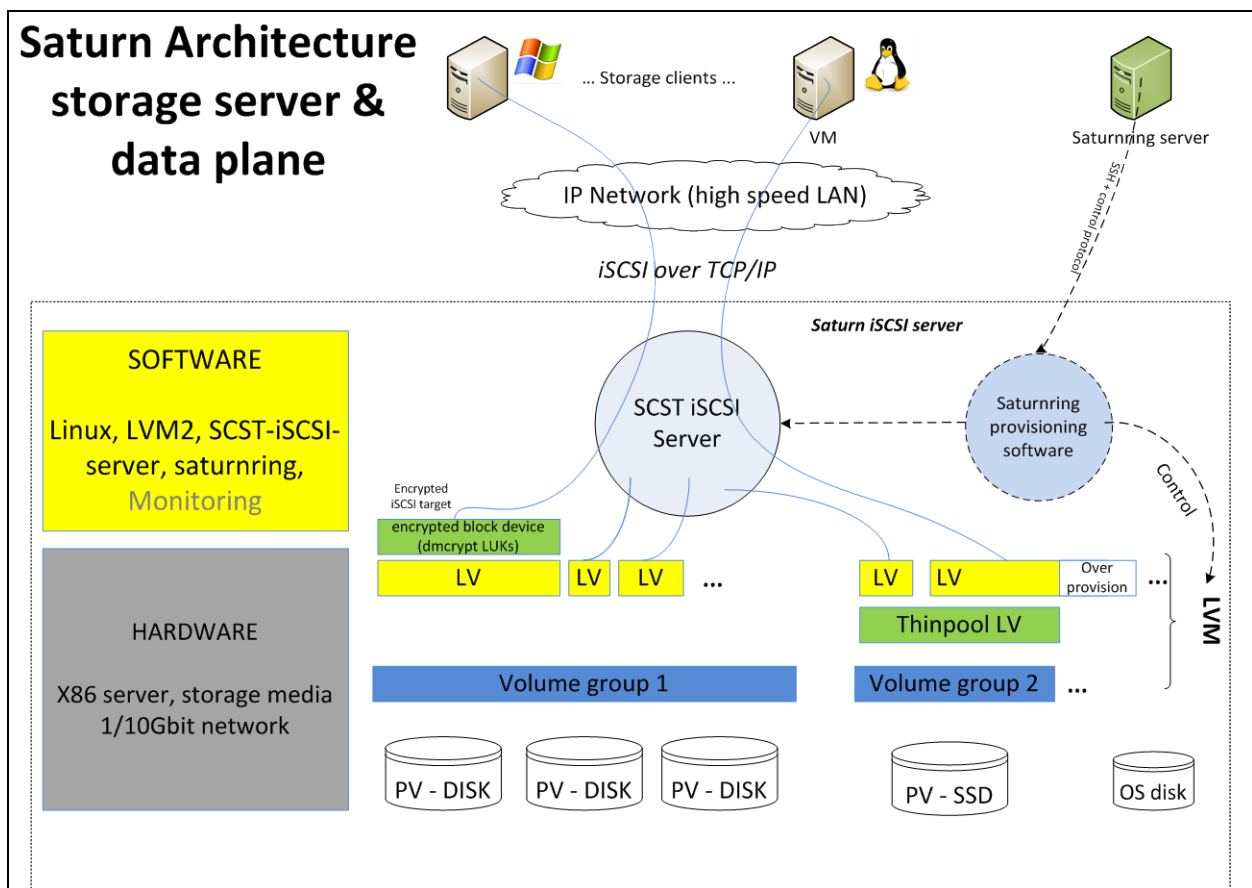 Saturn Architecture
storage server &
data plane
... Storage clients ...
VM
Saturnring server
IP Network (high speed LAN)
SSH + control protocol
iSCSI over TCP/IP
Saturn iSCSI server
SOFTWARE
Linux, LVM2, SCST-iSCSI-
server, saturnring,
Monitoring
SCST iSCSI
Server
Saturnring
provisioning
software
Control
Encrypted
iSCSI target
encrypted block device
(dmcrypt LUKs)
LV
LV
LV
...
LV
LV
Over
provision
...
LVM
Thinpool LV
HARDWARE
X86 server, storage media
1/10Gbit network
Volume group 1
Volume group 2
...
PV - DISK
PV - DISK
PV - DISK
PV - SSD
OS disk